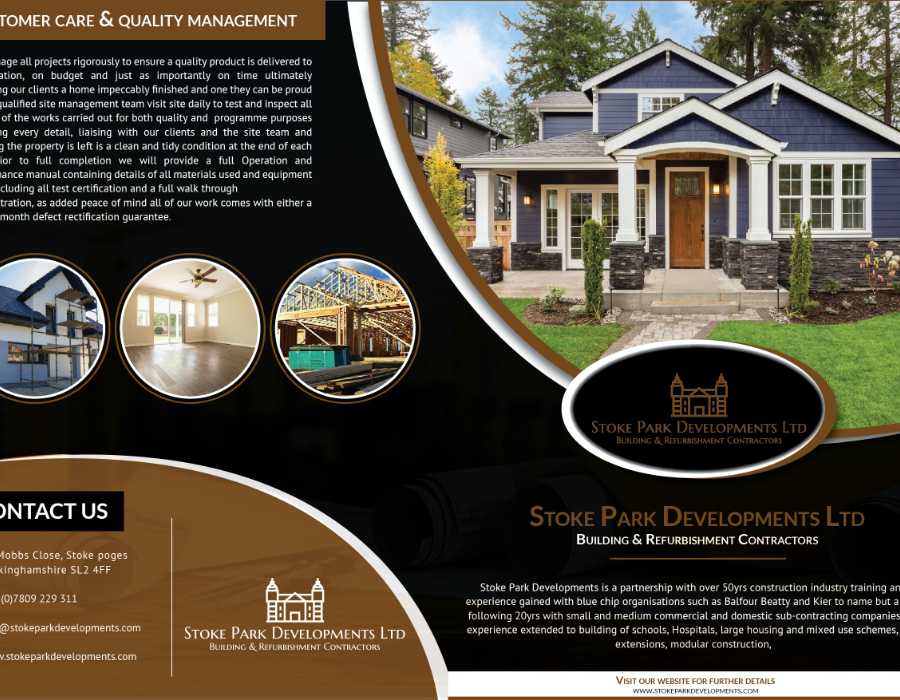 TOMER CARE & QUALITY MANAGEMENT
age all projects rigorously to ensure a quality product is delivered to
ation, on budget and just as importantly on time ultimately
ng our clients a home impeccably finished and one they can be proud
qualified site management team visit site daily to test and inspect all
of the works carried out for both quality and programme purposes
ng every detail, liaising with our clients and the site team and
g the property is left is a clean and tidy condition at the end of each
ior to full completion we will provide a full Operation and
nance manual containing details of all materials used and equipment
cluding all test certification and a full walk through
tration, as added peace of mind all of our work comes with either a
month defect rectification guarantee.
ONTACT US
Mobbs Close, Stoke poges
kinghamshire SL2 4FF
(0)7809 229 311
@stokeparkdevelopments.com
w.stokeparkdevelopments.com
STOKE PARK DEVELOPMENTS LTD
BUILDING & REFURBISHMENT CONTRACTORS
STOKE PARK DEVELOPMENTS LTD
BUILDING & REFURBISHMENT CONTRACTORS
STOKE PARK DEVELOPMENTS LTD
BUILDING & REFURBISHMENT CONTRACTORS
Stoke Park Developments is a partnership with over 50yrs construction industry training an
experience gained with blue chip organisations such as Balfour Beatty and Kier to name but a
following 20yrs with small and medium commercial and domestic sub-contracting companies
experience extended to building of schools, Hospitals, large housing and mixed use schemes,
extensions, modular construction,
VISIT OUR WEBSITE FOR FURTHER DETAILS
WWW.STOKEPARKDEVELOPMENTS.COM